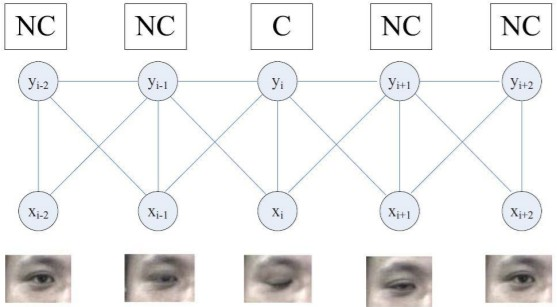 NC NC C NC NC
yi-2 yi-1 yi yi+1 yi+2
xi-2 xi-1 xi xi+1 xi+2